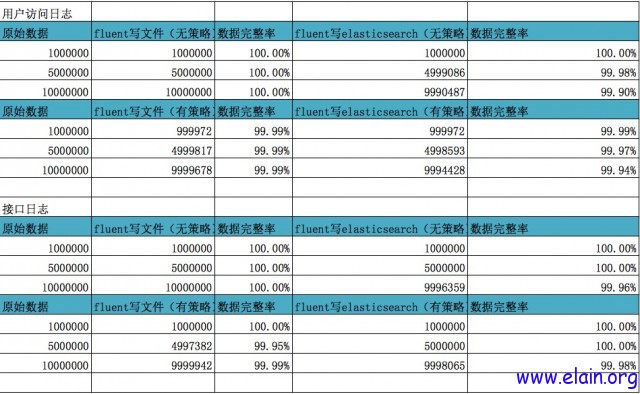 用户访问日志
原始数据 fluent写文件（无策略） 数据完整率 fluent写elasticsearch（无策略 数据完整率
1000000 1000000 100.00% 1000000 100.00%
5000000 5000000 100.00% 4999086 99.98%
10000000 10000000 100.00% 9990487 99.90%
原始数据 fluent写文件（有策略） 数据完整率 fluent写elasticsearch（有策略 数据完整率
1000000 999972 99.99% 999972 99.99%
5000000 4999817 99.99% 4998593 99.97%
10000000 9999678 99.99% 9994428 99.94%
接口日志
原始数据 fluent写文件（无策略） 数据完整率 fluent写elasticsearch（无策略 数据完整率
1000000 1000000 100.00% 1000000 100.00%
5000000 5000000 100.00% 5000000 100.00%
10000000 10000000 100.00% 9996359 99.96%
原始数据 fluent写文件（有策略） 数据完整率 fluent写elasticsearch（有策略 数据完整率
1000000 1000000 100.00% 1000000 100.00%
5000000 4997382 99.95% 5000000 100.00%
10000000 9999942 99.99% 9998065 99.98%
www.elain.org